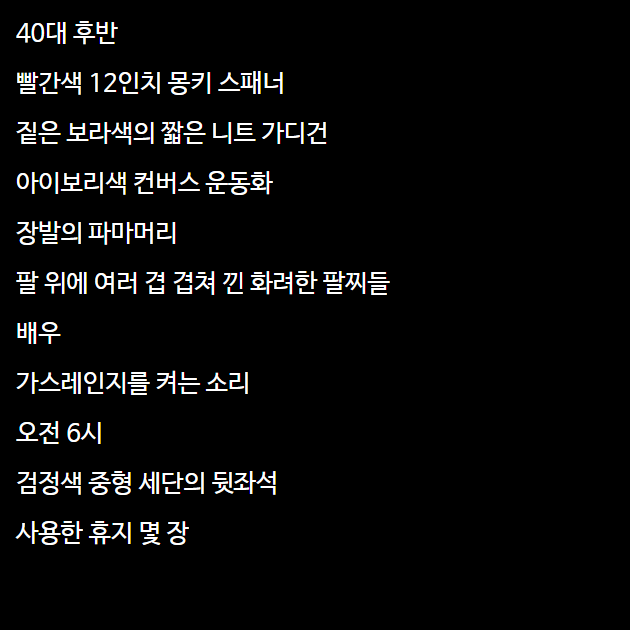 40대 후반
빨간색 12인치 몽키 스패너
짙은 보라색의 짧은 니트 가디건
아이보리색 컨버스 운동화
장발의 파마머리
팔 위에 여러 겹 겹쳐 낀 화려한 팔찌들
배우
가스레인지를 켜는 소리
오전 6시
검정색 중형 세단의 뒷좌석
사용한 휴지 몇 장